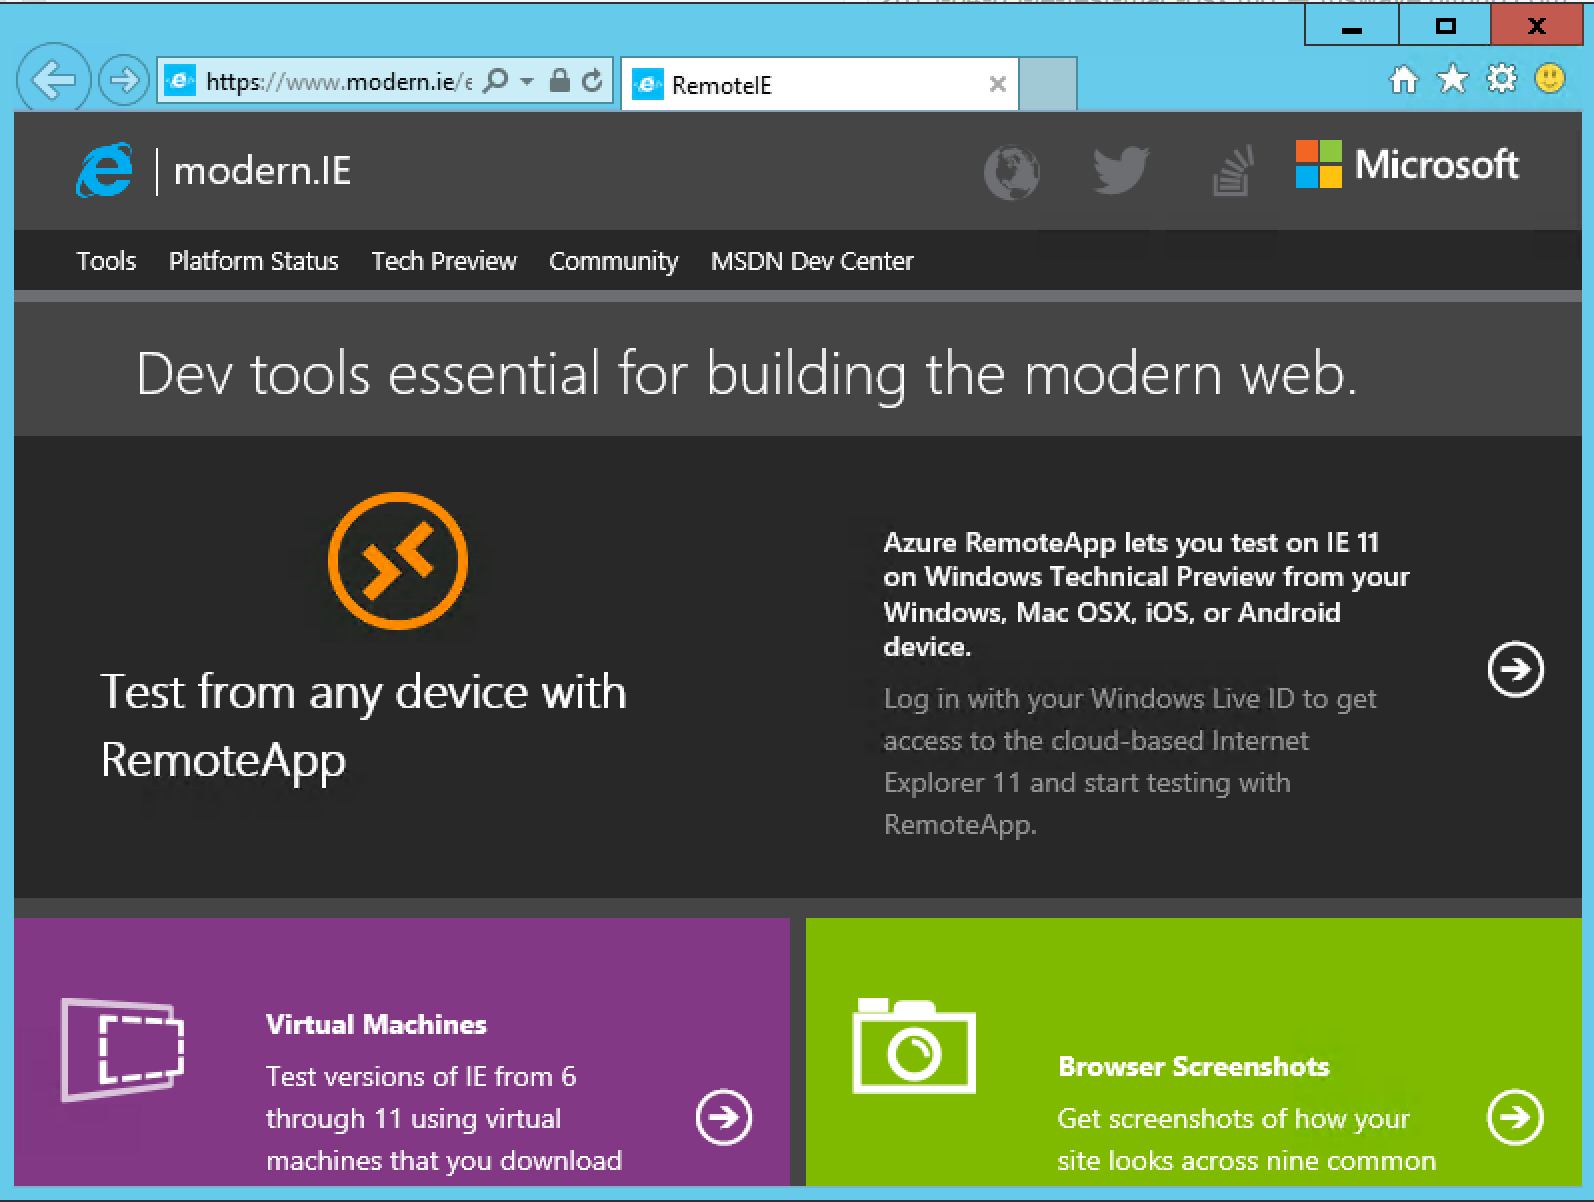 https://www.modern.ie/e
RemoteIE
modern.IE
Microsoft
Tools Platform Status Tech Preview Community MSDN Dev Center
Dev tools essential for building the modern web.
Test from any device with
RemoteApp
Azure RemoteApp lets you test on IE 11
on Windows Technical Preview from your
Windows, Mac OSX, iOS, or Android
device.
Log in with your Windows Live ID to get
access to the cloud-based Internet
Explorer 11 and start testing with
RemoteApp.
Virtual Machines
Test versions of IE from 6
through 11 using virtual
machines that you download
Browser Screenshots
Get screenshots of how your
site looks across nine common